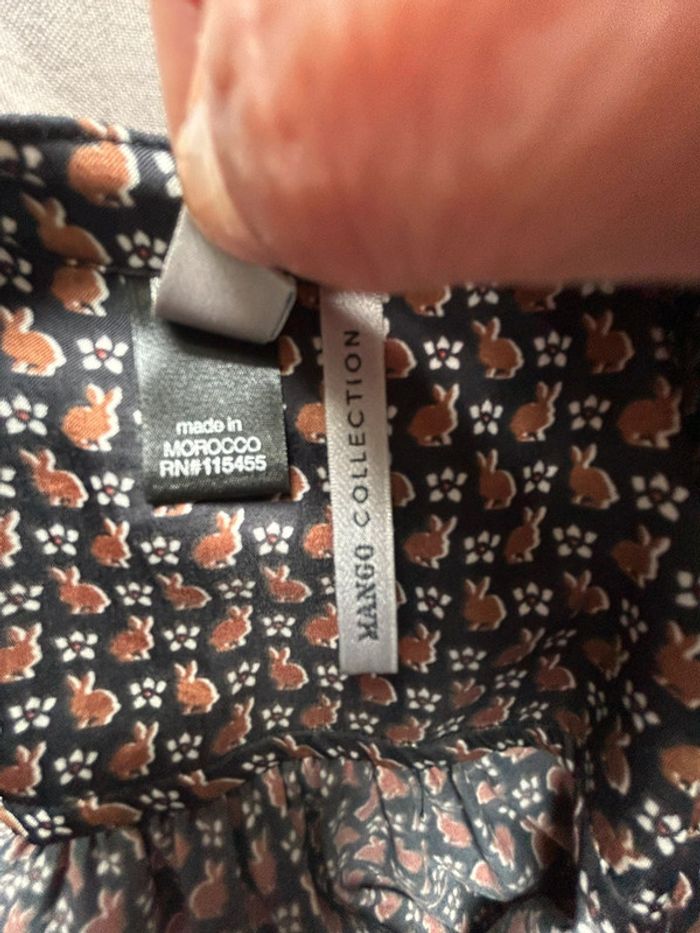 made in
MOROCCO
RN#115455
MANGO COLLECTION